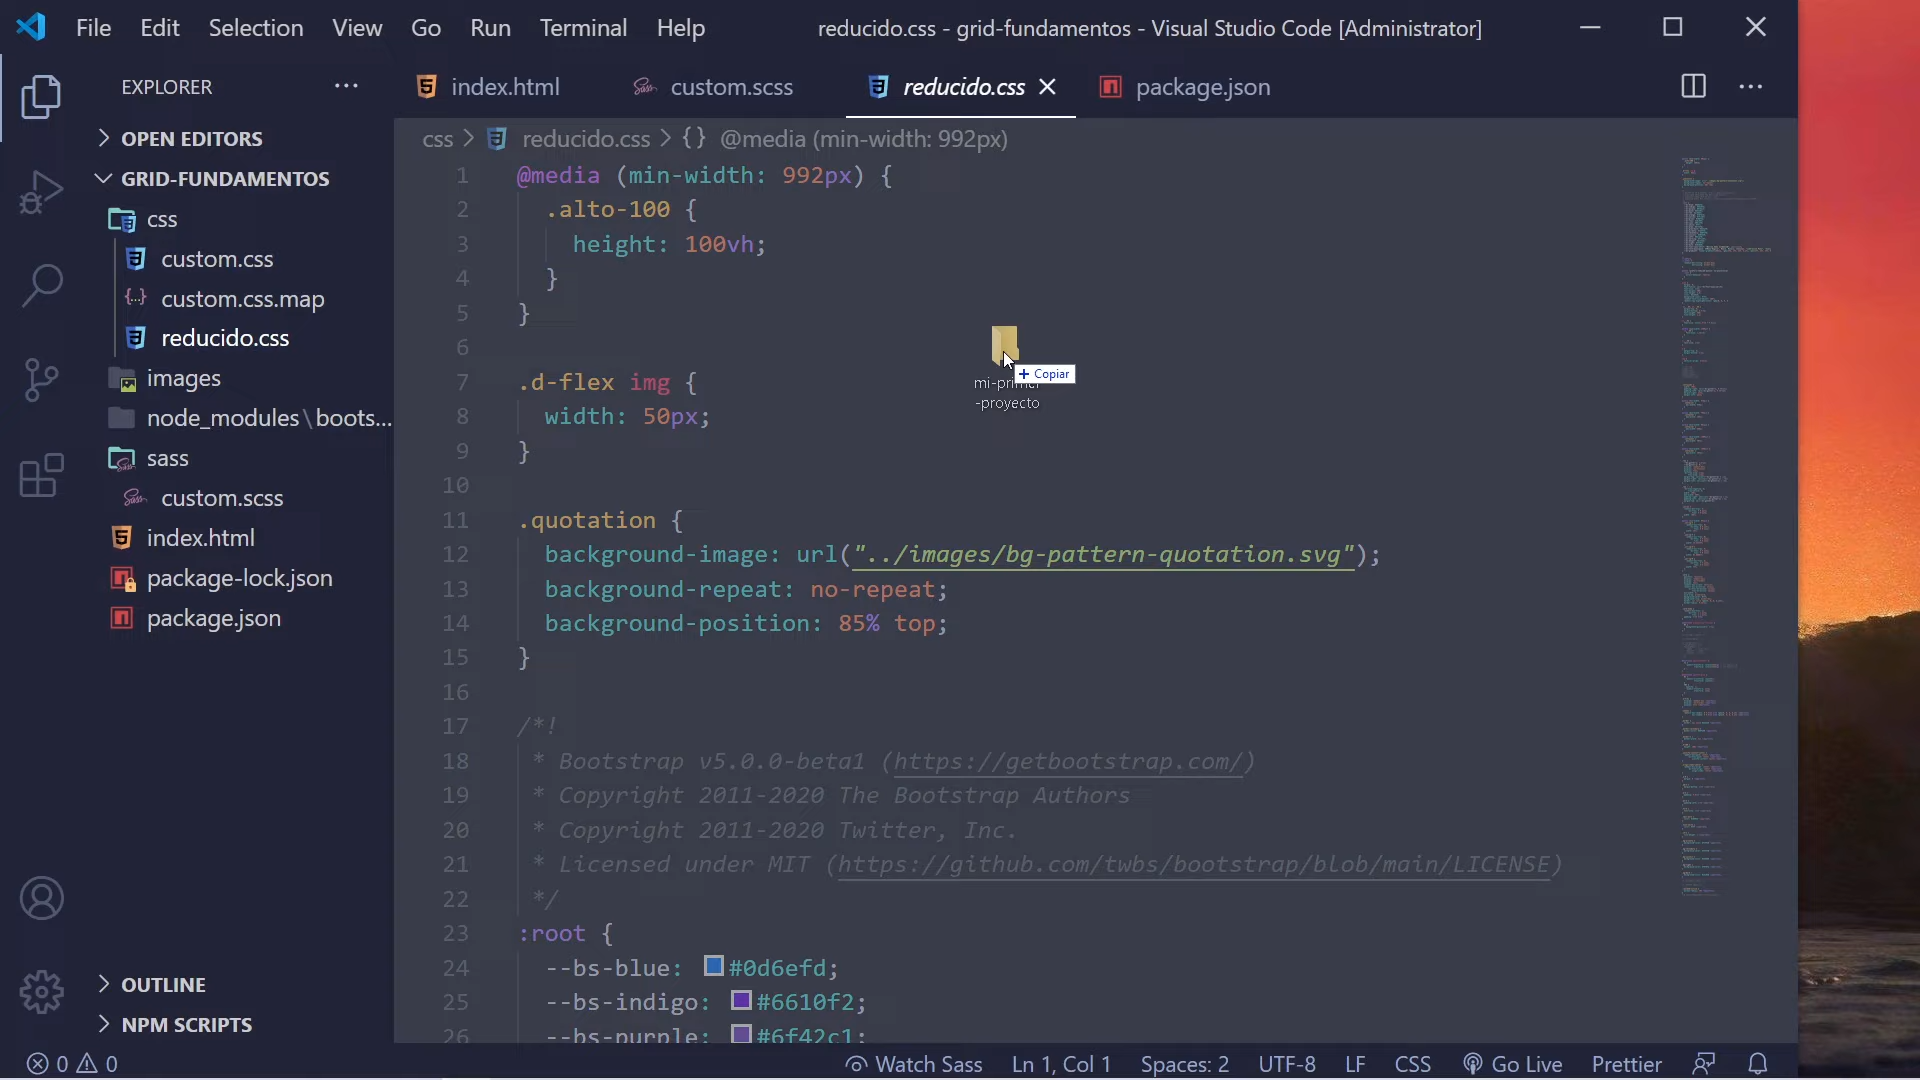 File Edit Selection View Go Run Terminal Help
reducido.css - grid-fundamentos - Visual Studio Code [Administrator]
EXPLORER
index.html
custom.scss
reducido.css
package.json
OPEN EDITORS
GRID-FUNDAMENTOS
css
custom.css
custom.css.map
reducido.css
images
node_modules\boots...
sass
custom.scss
index.html
package-lock.json
package.json
OUTLINE
NPM SCRIPTS
css > reducido.css > {} @media (min-width: 992px)
1 @media (min-width: 992px) {
2 .alto-100 {
3 height: 100vh;
4 }
5 }
6
7 .d-flex img {
8 width: 50px;
9 }
10
11 .quotation {
12 background-image: url("../images/bg-pattern-quotation.svg");
13 background-repeat: no-repeat;
14 background-position: 85% top;
15 }
16
17 /*!
18 * Bootstrap v5.0.0-beta1 (https://getbootstrap.com/)
19 * Copyright 2011-2020 The Bootstrap Authors
20 * Copyright 2011-2020 Twitter, Inc.
21 * Licensed under MIT (https://github.com/twbs/bootstrap/blob/main/LICENSE)
22 */
23 :root {
24 --bs-blue: #0d6efd;
25 --bs-indigo: #6610f2;
26 --bs-purple: #6f42c1;
+ Copiar
mi-primer
-proyecto
0 0
Watch Sass Ln 1, Col 1 Spaces: 2 UTF-8 LF CSS Go Live Prettier